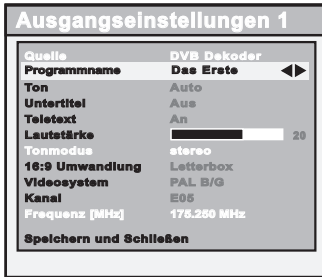 Ausgangseinstellungen 1
Quelle DVB Dekoder
Programmname Das Erste
Ton Auto
Untertitel Aus
Teletext An
Lautstärke 20
Tonmodus stereo
16:9 Umwandlung Letterbox
Videosystem PAL B/G
Kanal E05
Frequenz [MHz] 175.250 MHz
Speichern und Schließen